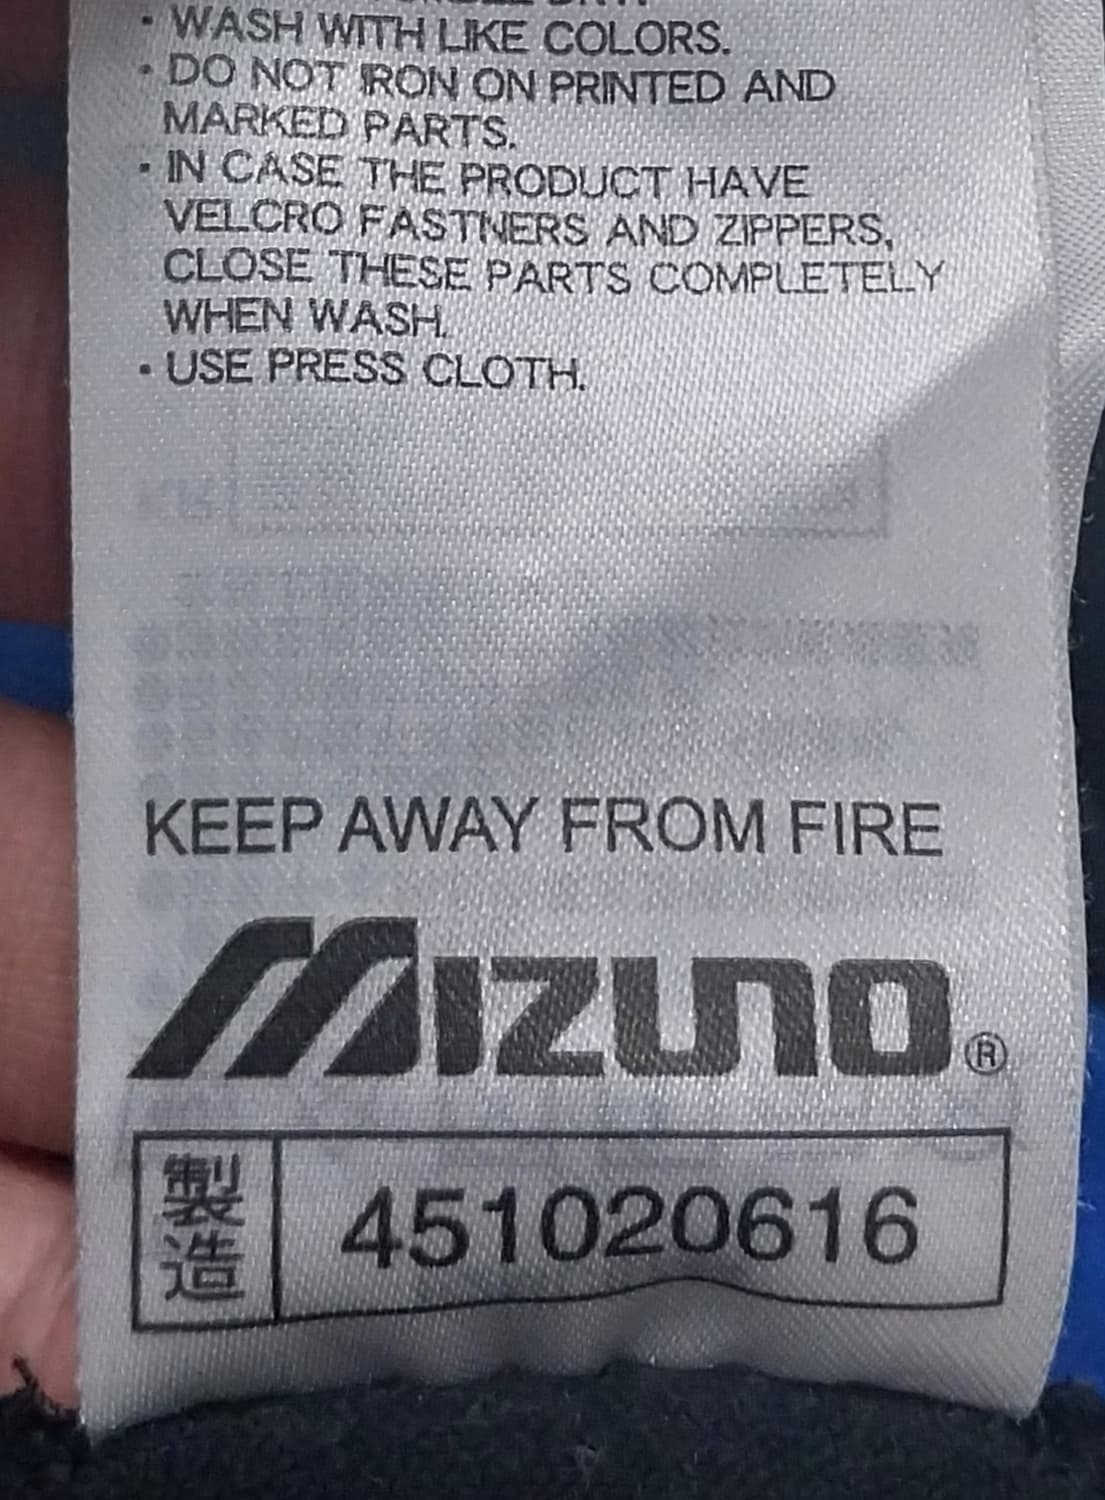 · WASH WITH LIKE COLORS.
· DO NOT IRON ON PRINTED AND
MARKED PARTS.
· IN CASE THE PRODUCT HAVE
VELCRO FASTNERS AND ZIPPERS,
CLOSE THESE PARTS COMPLETELY
WHEN WASH.
· USE PRESS CLOTH.
KEEP AWAY FROM FIRE
MIZUNO®
製造 451020616